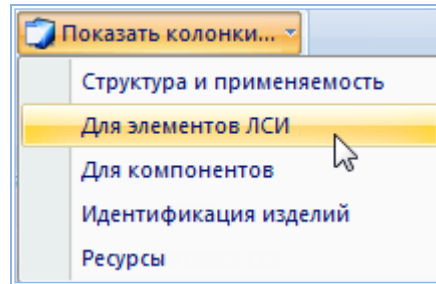 Показать колонки...
Структура и применяемость
Для элементов ЛСИ
Для компонентов
Идентификация изделий
Ресурсы